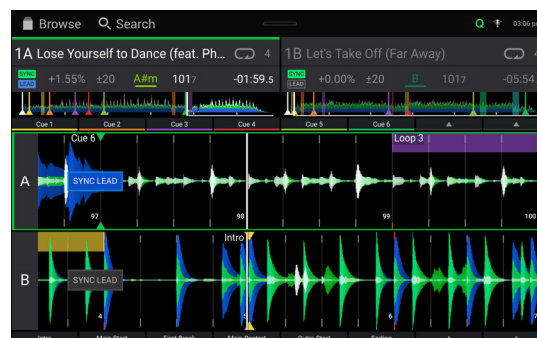 Browse Search Q 03:06 pm
1A Lose Yourself to Dance (feat. Ph... 4
1B Let's Take Off (Far Away) 4
SYNC LEAD +1.55% ±20 A#m 1017 -01:59.5
SYNC LEAD +0.00% ±20 B 1017 -05:54.
Cue 1 Cue 2 Cue 3 Cue 4 Cue 5 Cue 6
Cue 6 Loop 3
A SYNC LEAD
97 98 99 100
Intro
B SYNC LEAD
4 5 6 7
Intro Main Start First Break Main Restart Outro Start Ending